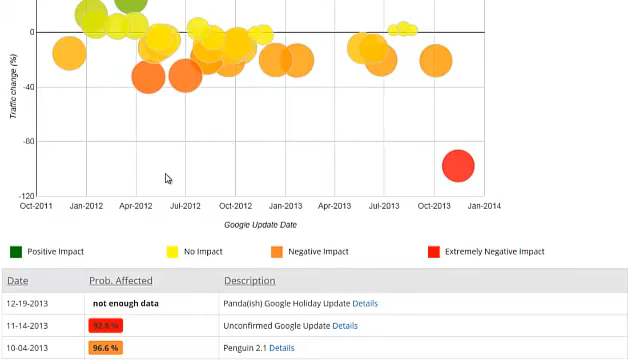 0
-40
-80
-120
Traffic change (%)
Oct-2011 Jan-2012 Apr-2012 Jul-2012 Oct-2012 Jan-2013 Apr-2013 Jul-2013 Oct-2013 Jan-2014
Google Update Date
Positive Impact No Impact Negative Impact Extremely Negative Impact
Date Prob. Affected Description
12-19-2013 not enough data Panda(ish) Google Holiday Update Details
11-14-2013 92.6 % Unconfirmed Google Update Details
10-04-2013 96.6 % Penguin 2.1 Details